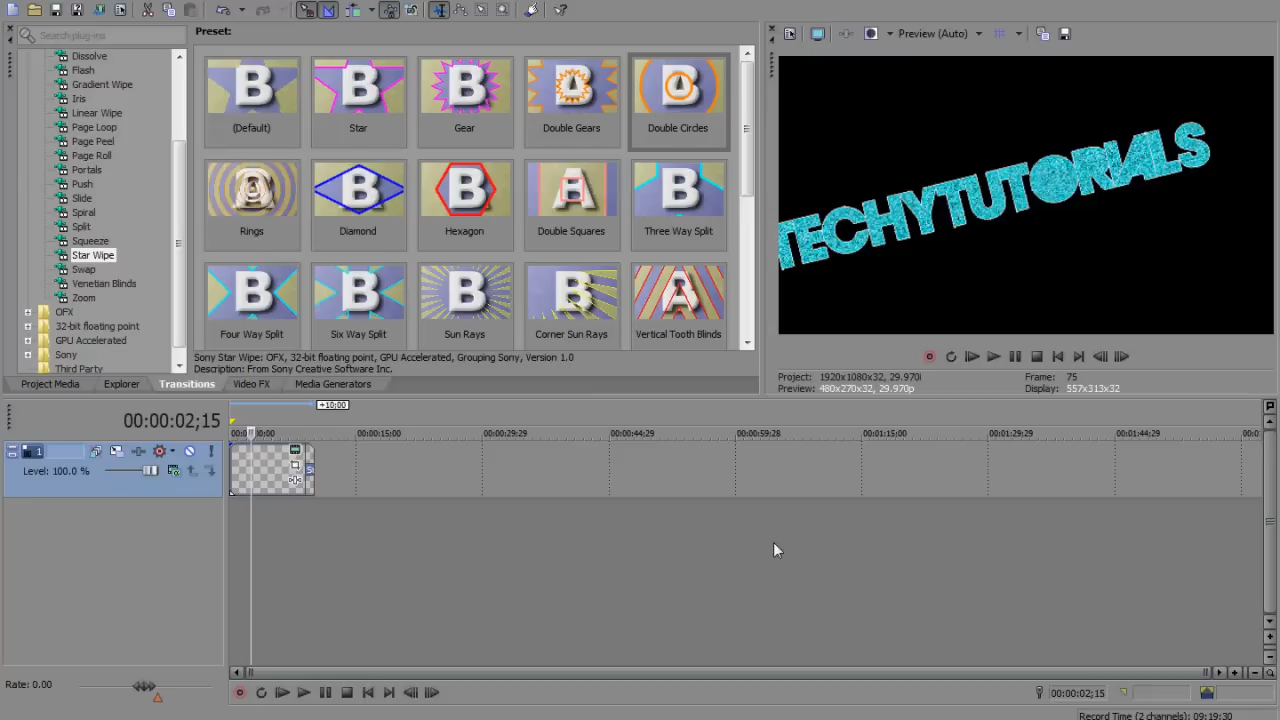 Search plug-ins
Dissolve
Flash
Gradient Wipe
Iris
Linear Wipe
Page Loop
Page Peel
Page Roll
Portals
Push
Slide
Spiral
Split
Squeeze
Star Wipe
Swap
Venetian Blinds
Zoom
OFX
32-bit floating point
GPU Accelerated
Sony
Third Party
Preset:
B B B B B
(Default) Star Gear Double Gears Double Circles
B B A B
Rings Diamond Hexagon Double Squares Three Way Split
B B B B A
Four Way Split Six Way Split Sun Rays Corner Sun Rays Vertical Tooth Blinds
Sony Star Wipe: OFX, 32-bit floating point, GPU Accelerated, Grouping Sony, Version 1.0
Description: From Sony Creative Software Inc.
Project Media Explorer Transitions Video FX Media Generators
Preview (Auto)
TECHYTUTORIALS
Project: 1920x1080x32, 29.970i Frame: 75
Preview: 480x270x32, 29.970p Display: 557x313x32
00:00:02;15
+10;00
00:00:15;00 00:00:29;29 00:00:44;29 00:00:59;28 00:01:15;00 00:01:29;29 00:01:44;29
1
Level: 100.0 %
Rate: 0.00
00:00:02;15
Record Time (2 channels): 09:19:30